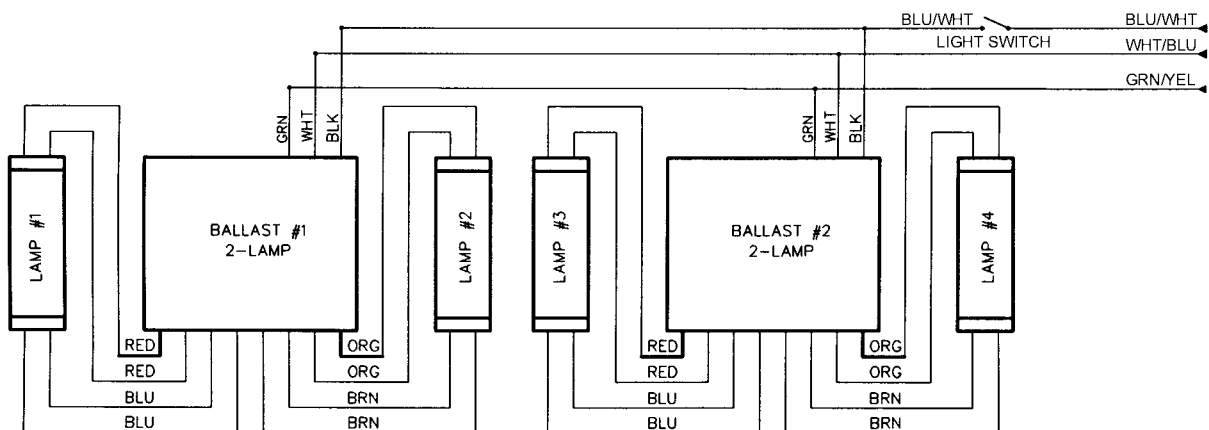 BLU/WHT BLU/WHT
LIGHT SWITCH WHT/BLU
GRN/YEL
GRN WHT BLK GRN WHT BLK
LAMP #1
BALLAST #1
2-LAMP
LAMP #2
LAMP #3
BALLAST #2
2-LAMP
LAMP #4
RED ORG RED ORG
RED ORG RED ORG
BLU BRN BLU BRN
BLU BRN BLU BRN